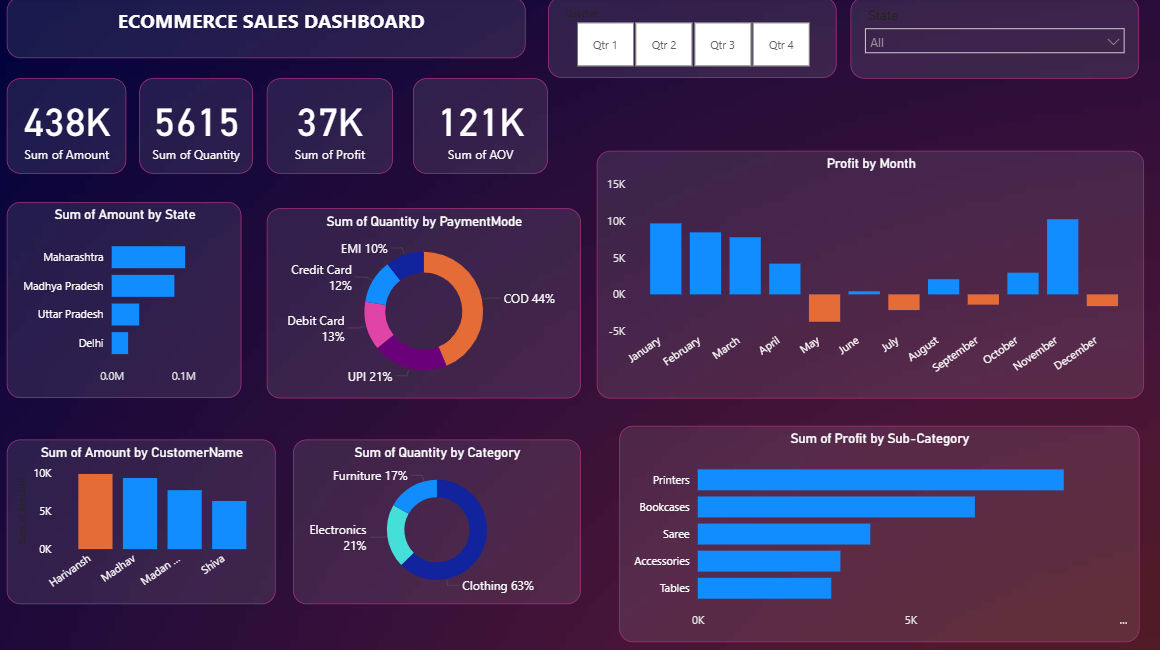 ECOMMERCE SALES DASHBOARD
Qtr 1
Qtr 2
Qtr 3
Qtr 4
State
All
438K
Sum of Amount
5615
Sum of Quantity
37K
Sum of Profit
121K
Sum of AOV
Profit by Month
15K
10K
5K
0K
-5K
January
February
March
April
May
June
July
August
September
October
November
December
Sum of Amount by State
Maharashtra
Madhya Pradesh
Uttar Pradesh
Delhi
0.0M
0.1M
Sum of Quantity by PaymentMode
EMI 10%
Credit Card
12%
Debit Card
13%
UPI 21%
COD 44%
Sum of Amount by CustomerName
10K
5K
0K
Harivansh
Madhav
Madan ...
Shiva
Sum of Quantity by Category
Furniture 17%
Electronics
21%
Clothing 63%
Sum of Profit by Sub-Category
Printers
Bookcases
Saree
Accessories
Tables
0K
5K
...